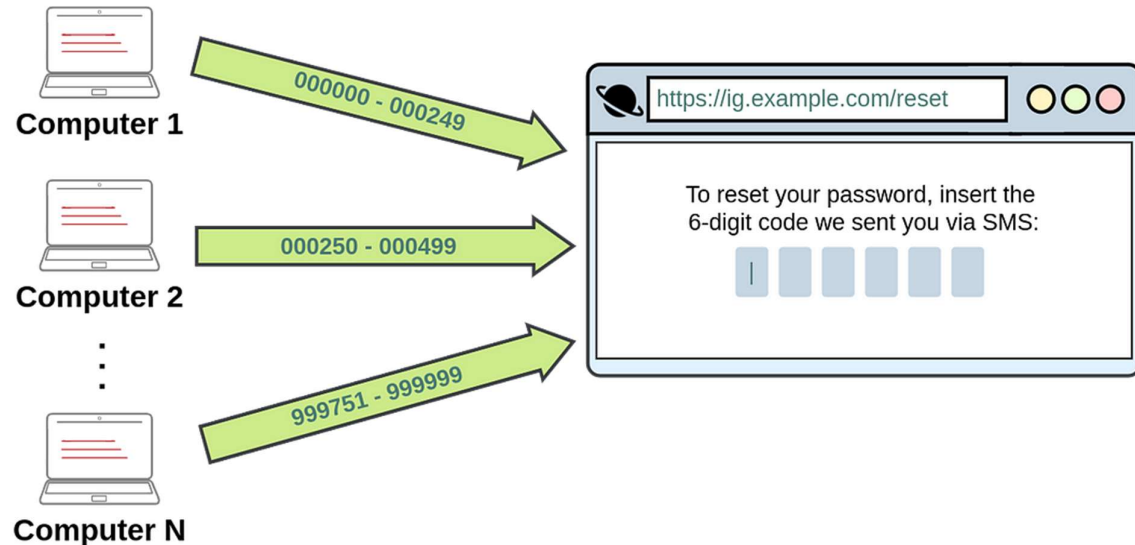 Computer 1
000000 - 000249
https://ig.example.com/reset
To reset your password, insert the
6-digit code we sent you via SMS:
Computer 2
000250 - 000499
Computer N
999751 - 999999